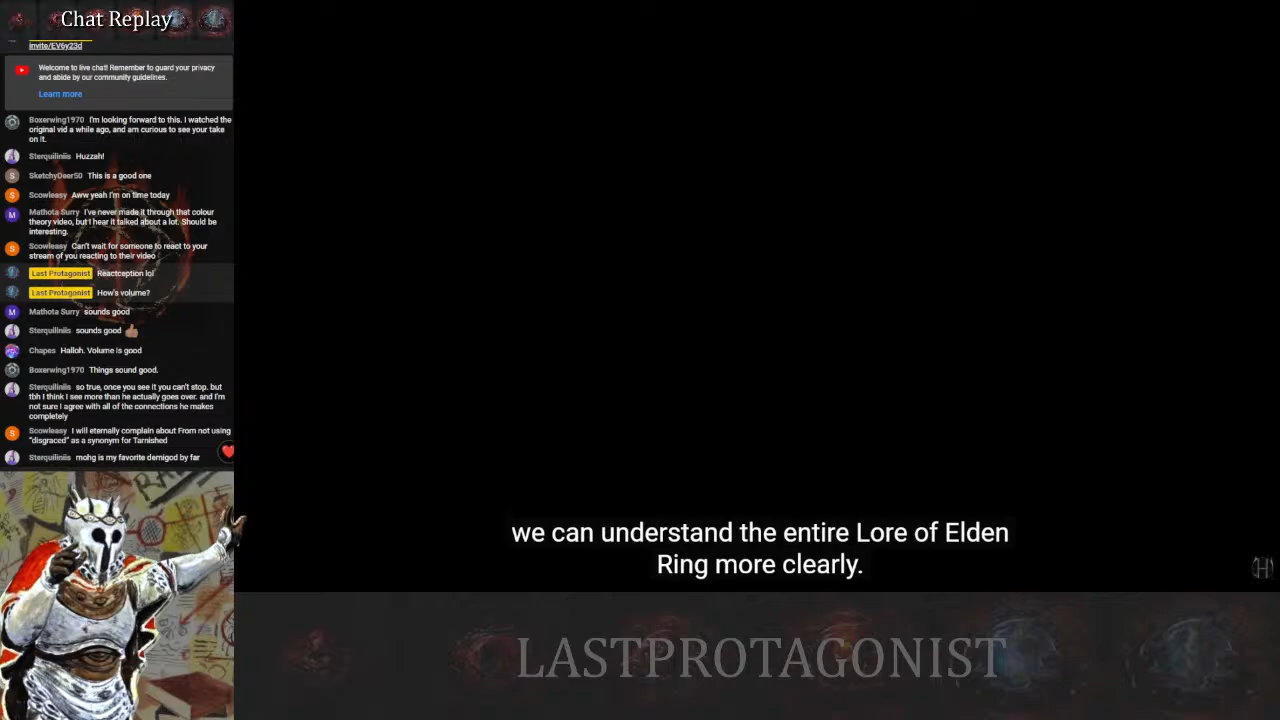 Chat Replay
invite/EV6y23d
Welcome to live chat! Remember to guard your privacy
and abide by our community guidelines.
Learn more
Boxerwing1970 I'm looking forward to this. I watched the
original vid a while ago, and am curious to see your take
on it.
Sterquiliniis Huzzah!
SketchyDeer50 This is a good one
S Scowleasy Aww yeah I'm on time today
M Mathota Surry I've never made it through that colour
theory video, but I hear it talked about a lot. Should be
interesting.
S Scowleasy Can't wait for someone to react to your
stream of you reacting to their video
Last Protagonist Reactception lol
Last Protagonist How's volume?
M Mathota Surry sounds good
Sterquiliniis sounds good
Chapes Halloh. Volume is good
Boxerwing1970 Things sound good.
Sterquiliniis so true, once you see it you can't stop. but
tbh I think I see more than he actually goes over. and I'm
not sure I agree with all of the connections he makes
completely
S Scowleasy I will eternally complain about From not using
"disgraced" as a synonym for Tarnished
Sterquiliniis mohg is my favorite demigod by far
we can understand the entire Lore of Elden
Ring more clearly.
LASTPROTAGONIST